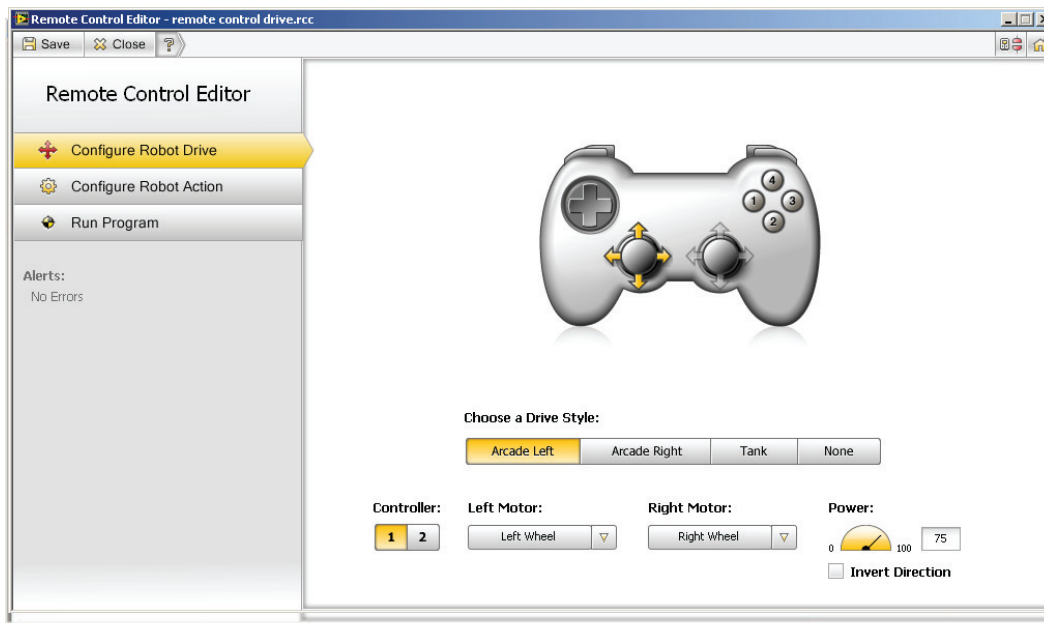 Remote Control Editor - remote control drive.rcc
Save Close ?
Remote Control Editor
Configure Robot Drive
Configure Robot Action
Run Program
Alerts:
No Errors
4
1 3
2
Choose a Drive Style:
Arcade Left Arcade Right Tank None
Controller: Left Motor: Right Motor: Power:
1 2 Left Wheel Right Wheel 0 100 75
Invert Direction